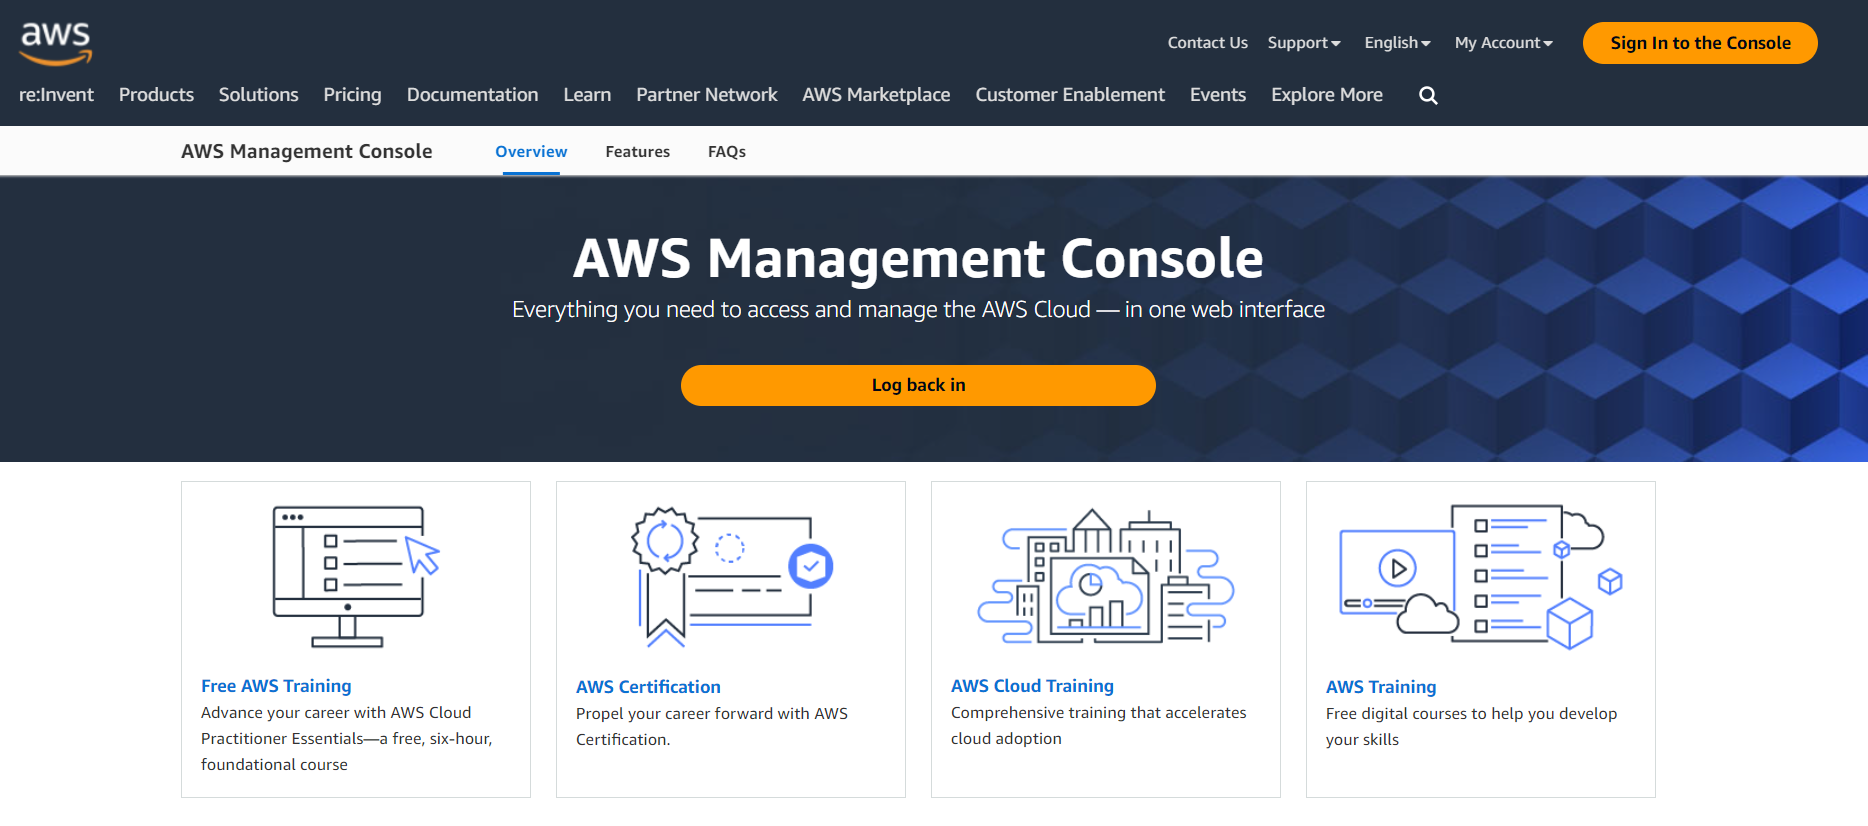 aws
Contact Us Support English My Account Sign In to the Console
re:Invent Products Solutions Pricing Documentation Learn Partner Network AWS Marketplace Customer Enablement Events Explore More
AWS Management Console Overview Features FAQs
AWS Management Console
Everything you need to access and manage the AWS Cloud — in one web interface
Log back in
Free AWS Training
Advance your career with AWS Cloud
Practitioner Essentials—a free, six-hour,
foundational course
AWS Certification
Propel your career forward with AWS
Certification.
AWS Cloud Training
Comprehensive training that accelerates
cloud adoption
AWS Training
Free digital courses to help you develop
your skills